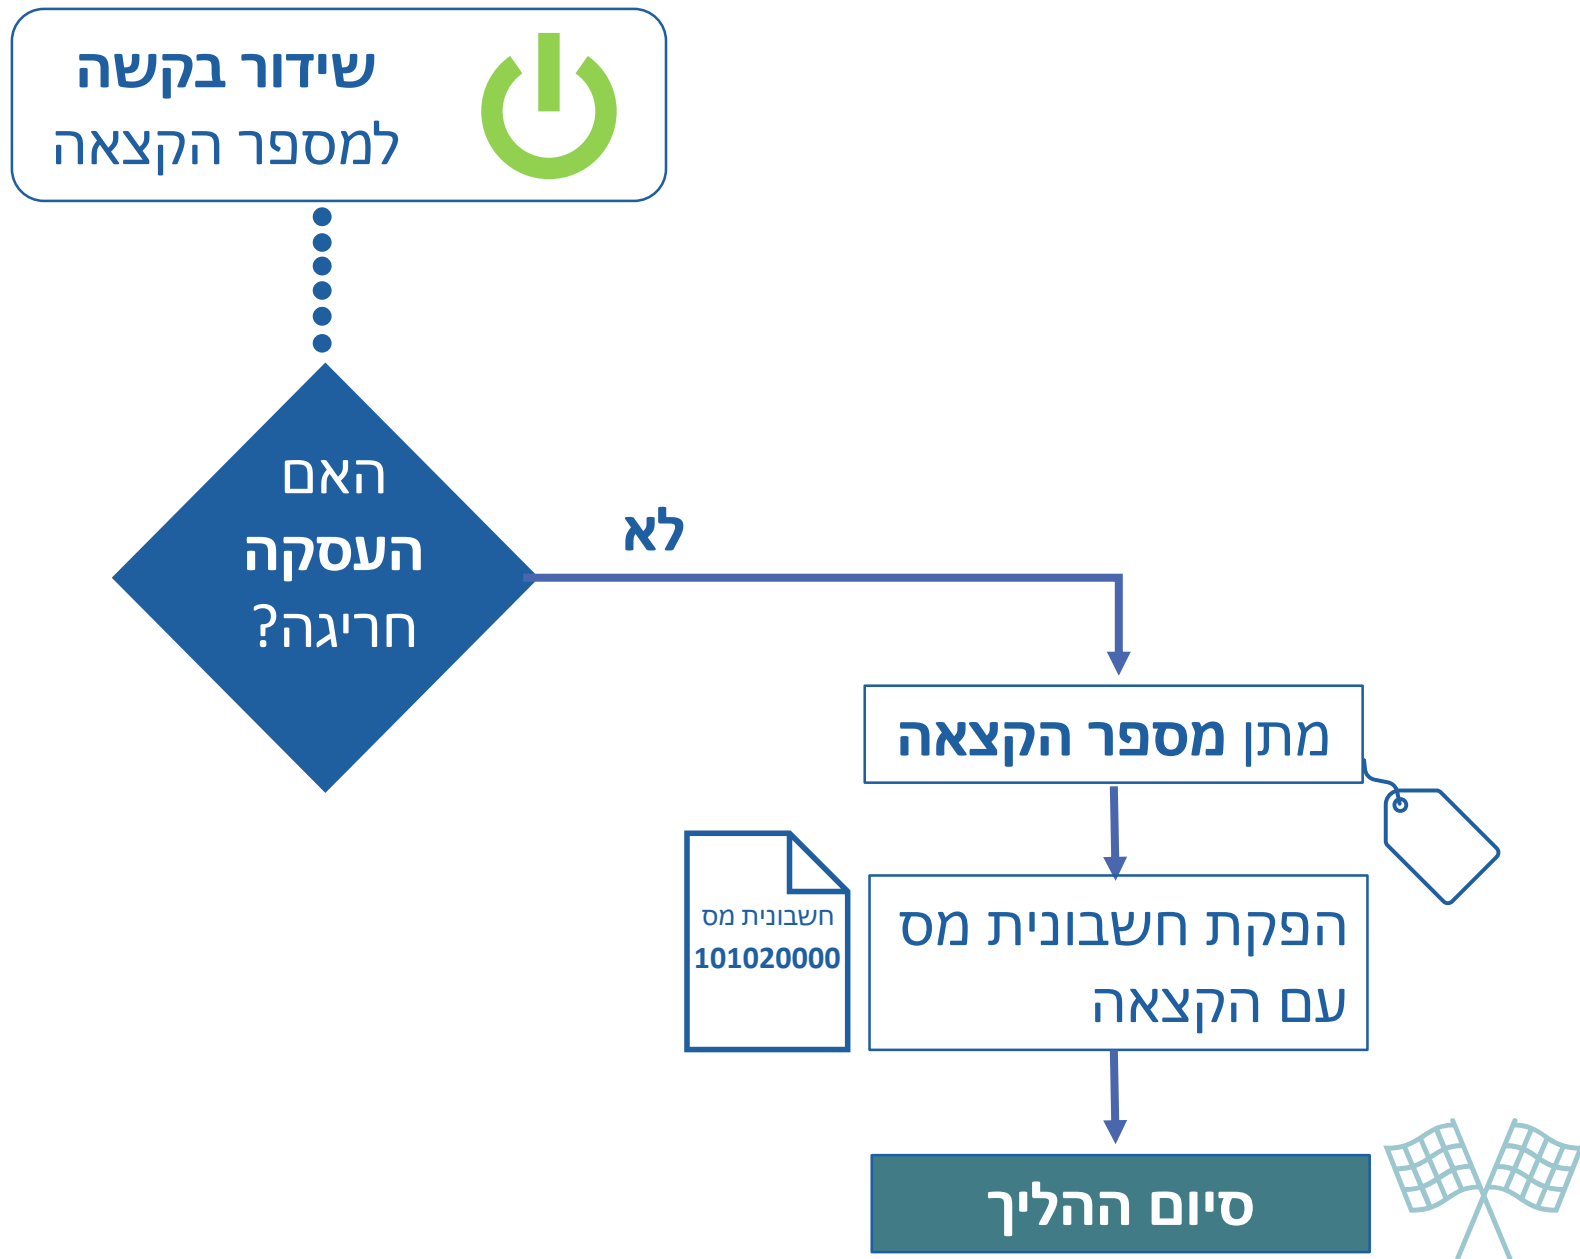 שידור בקשה
למספר הקצאה
האם
העסקה
חריגה?
לא
מתן מספר הקצאה
חשבונית מס
101020000
הפקת חשבונית מס
עם הקצאה
סיום ההליך